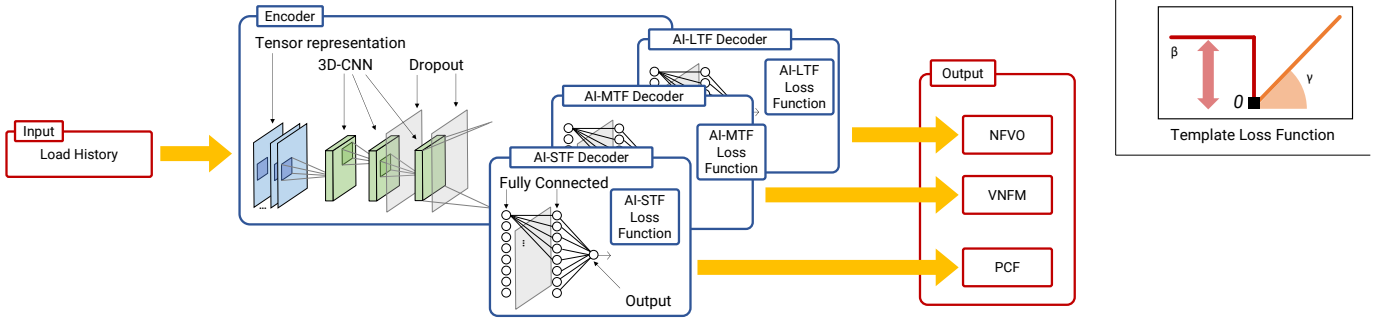 Input
Load History
Encoder
Tensor representation
3D-CNN
Dropout
...
AI-LTF Decoder
AI-LTF
Loss
Function
AI-MTF Decoder
AI-MTF
Loss
Function
AI-STF Decoder
Fully Connected
AI-STF
Loss
Function
...
Output
Output
NFVO
VNFM
PCF
β
γ
0
Template Loss Function